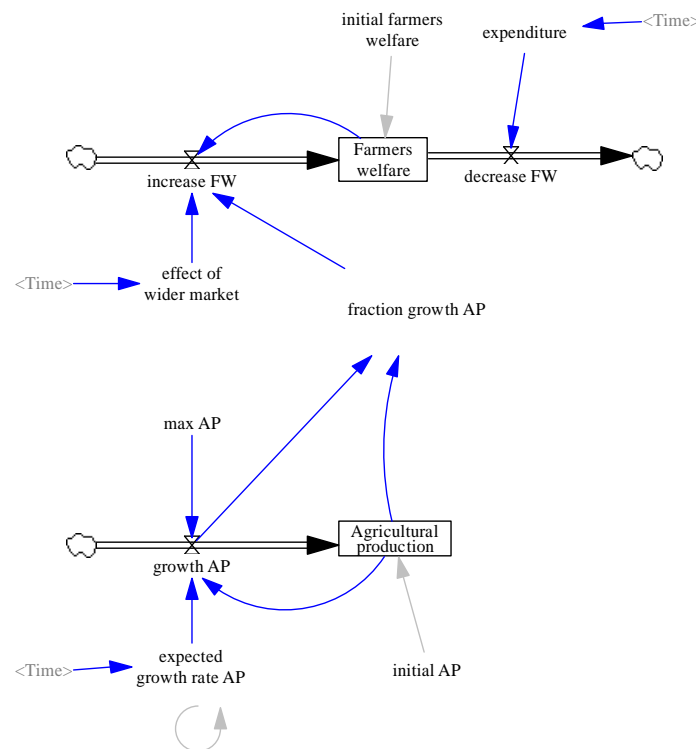 initial farmers
welfare
expenditure
<Time>
Farmers
welfare
increase FW
decrease FW
<Time>
effect of
wider market
fraction growth AP
max AP
Agricultural
production
growth AP
<Time>
expected
growth rate AP
initial AP